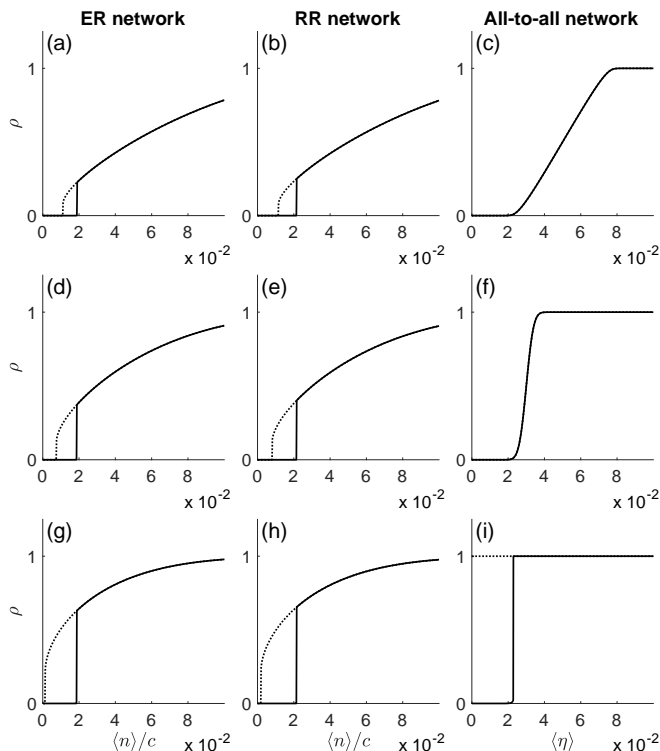 ER network RR network All-to-all network
(a) (b) (c)
1 1 1
ρ
0 0 0
0 2 4 6 8 0 2 4 6 8 0 2 4 6 8
x 10-2 x 10-2 x 10-2
(d) (e) (f)
1 1 1
ρ
0 0 0
0 2 4 6 8 0 2 4 6 8 0 2 4 6 8
x 10-2 x 10-2 x 10-2
(g) (h) (i)
1 1 1
ρ
0 0 0
0 2 4 6 8 0 2 4 6 8 0 2 4 6 8
⟨n⟩/c x 10-2 ⟨n⟩/c x 10-2 ⟨η⟩ x 10-2